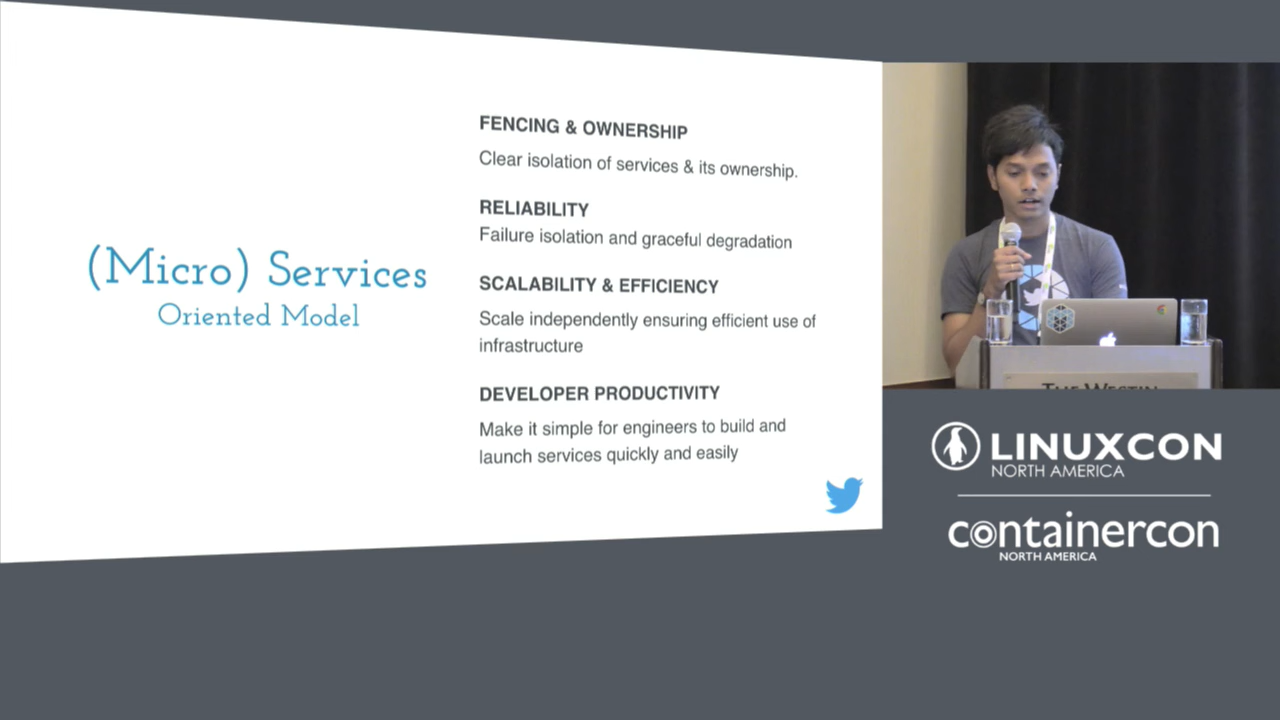 (Micro) Services
Oriented Model
FENCING & OWNERSHIP
Clear isolation of services & its ownership.
RELIABILITY
Failure isolation and graceful degradation
SCALABILITY & EFFICIENCY
Scale independently ensuring efficient use of
infrastructure
DEVELOPER PRODUCTIVITY
Make it simple for engineers to build and
launch services quickly and easily
THE WESTIN
LINUXCON
NORTH AMERICA
containercon
NORTH AMERICA